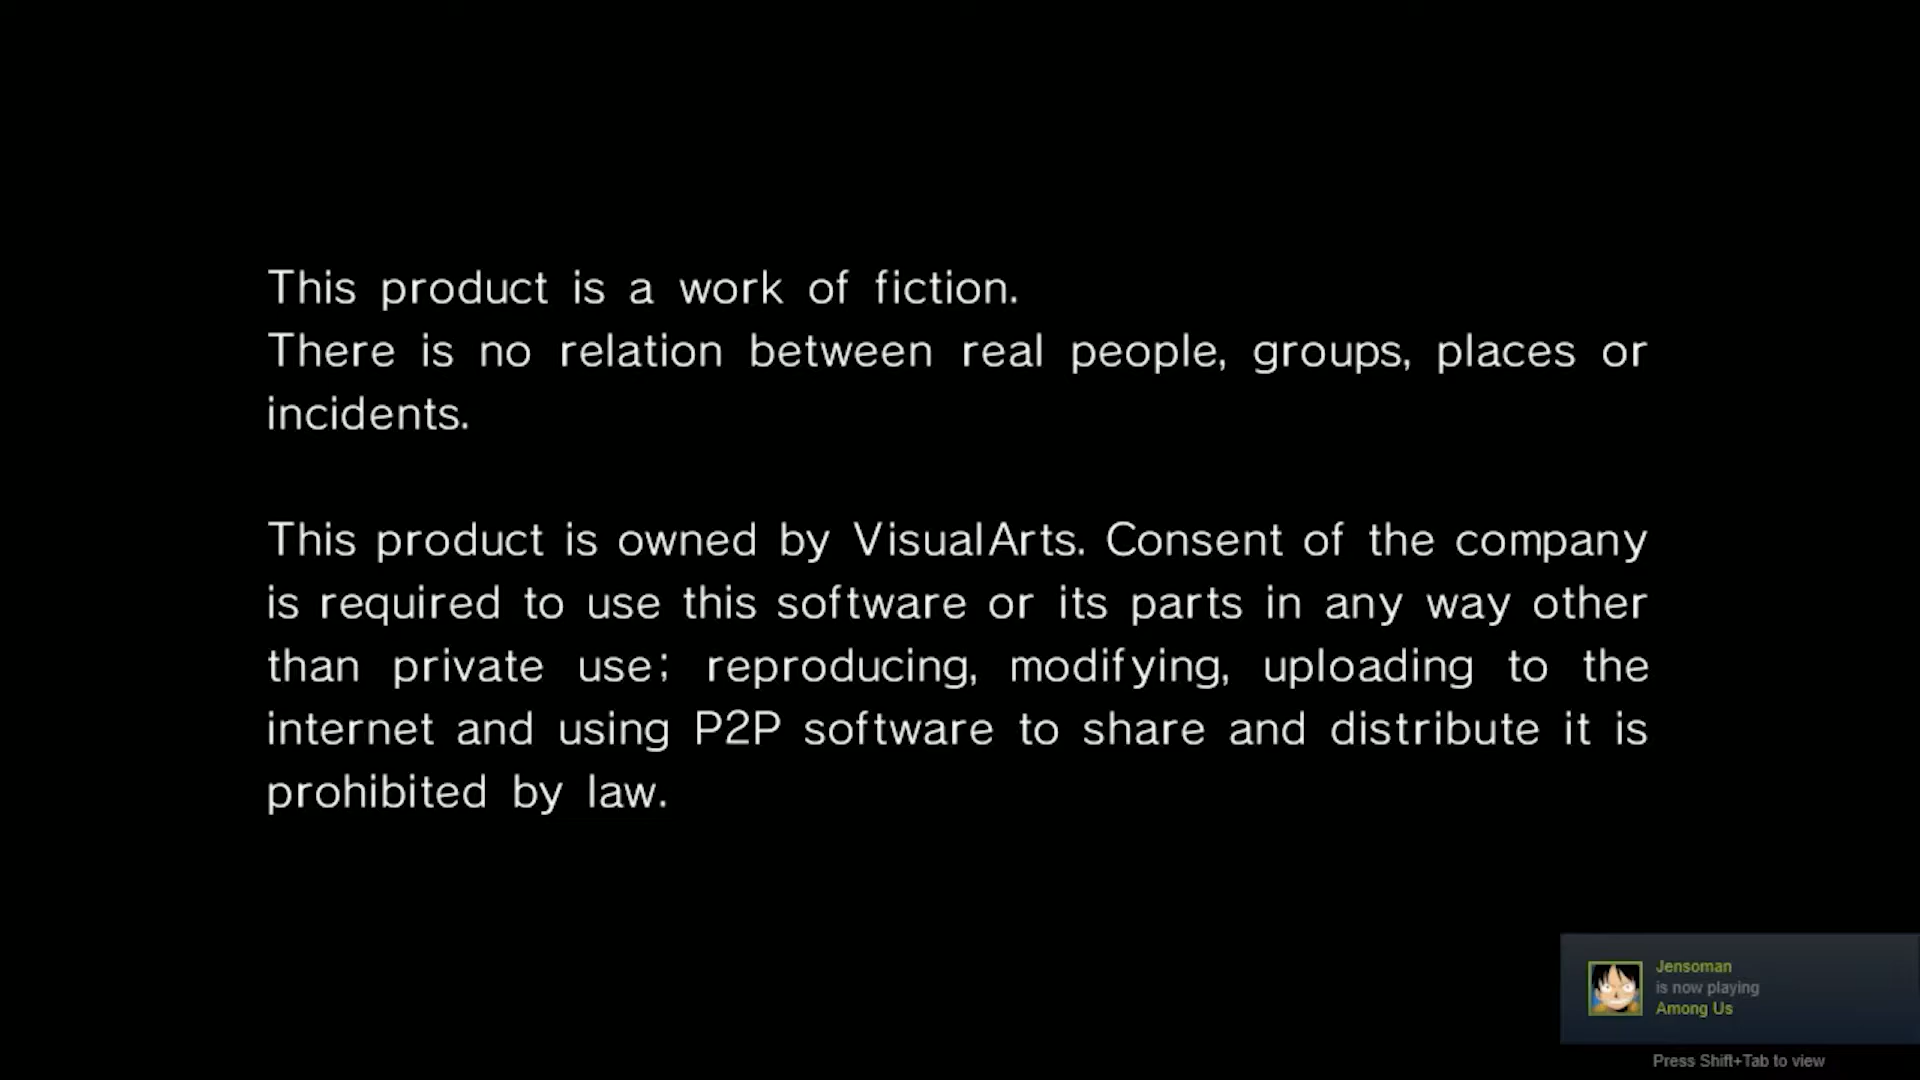 This product is a work of fiction.
There is no relation between real people, groups, places or
incidents.
This product is owned by VisualArts. Consent of the company
is required to use this software or its parts in any way other
than private use; reproducing, modifying, uploading to the
internet and using P2P software to share and distribute it is
prohibited by law.
Jensoman
is now playing
Among Us
Press Shift+Tab to view